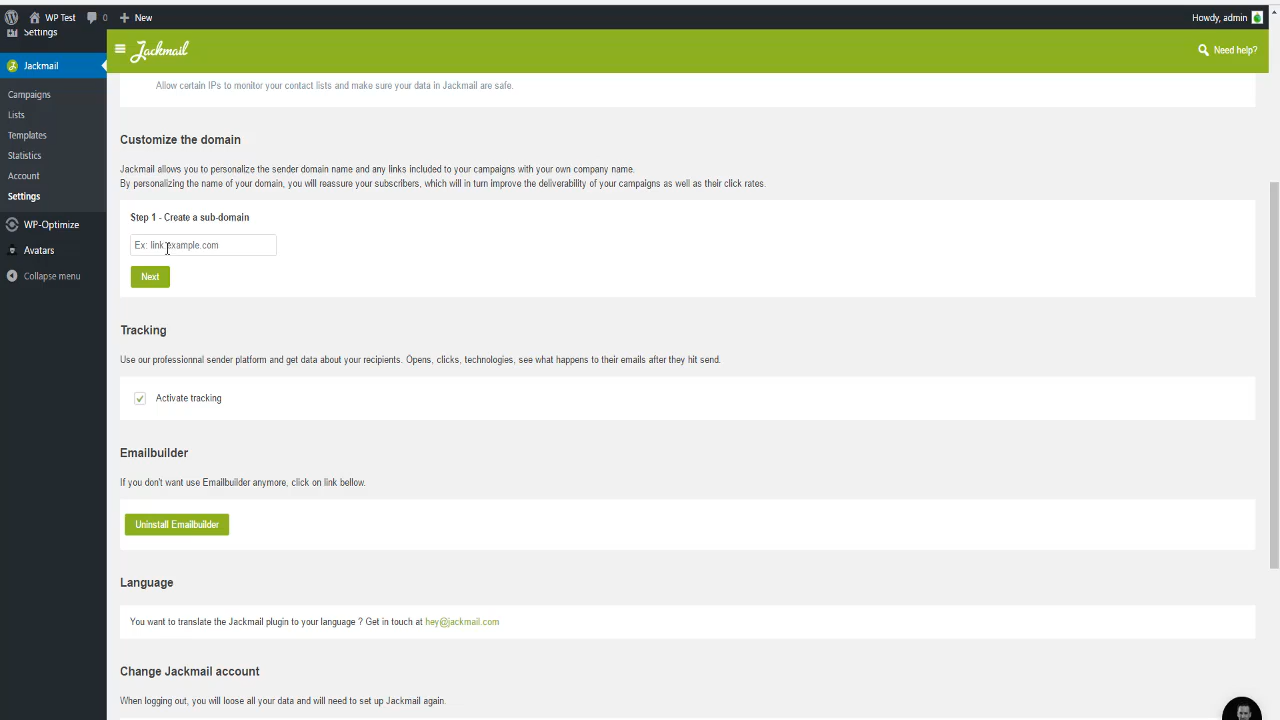 WP Test 0 New Howdy, admin
Settings
Jackmail Jackmail Need help?
Campaigns
Lists
Templates
Statistics
Account
Settings
WP-Optimize
Avatars
Collapse menu
Allow certain IPs to monitor your contact lists and make sure your data in Jackmail are safe.
Customize the domain
Jackmail allows you to personalize the sender domain name and any links included to your campaigns with your own company name.
By personalizing the name of your domain, you will reassure your subscribers, which will in turn improve the deliverability of your campaigns as well as their click rates.
Step 1 - Create a sub-domain
Ex: link.example.com
Next
Tracking
Use our professionnal sender platform and get data about your recipients. Opens, clicks, technologies, see what happens to their emails after they hit send.
Activate tracking
Emailbuilder
If you don't want use Emailbuilder anymore, click on link bellow.
Uninstall Emailbuilder
Language
You want to translate the Jackmail plugin to your language ? Get in touch at hey@jackmail.com
Change Jackmail account
When logging out, you will loose all your data and will need to set up Jackmail again.